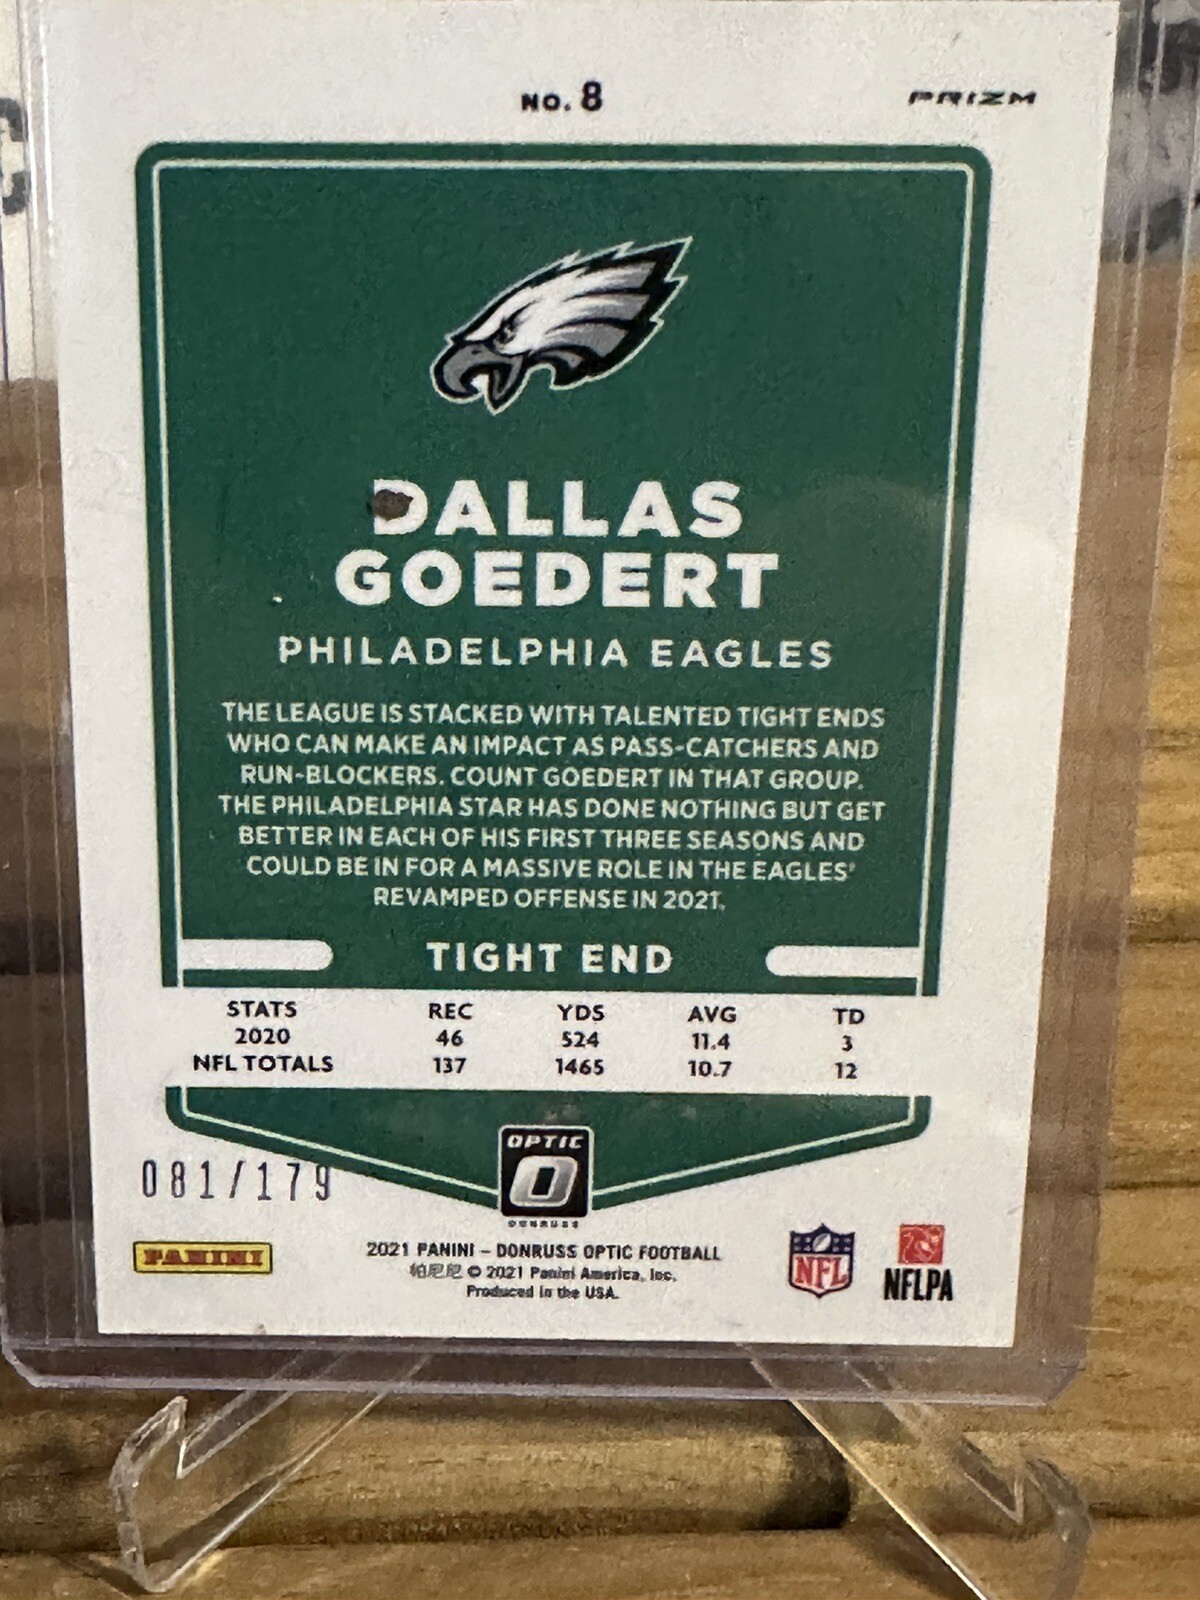 NO. 8
PRIZM
DALLAS
GOEDERT
PHILADELPHIA EAGLES
THE LEAGUE IS STACKED WITH TALENTED TIGHT ENDS
WHO CAN MAKE AN IMPACT AS PASS-CATCHERS AND
RUN-BLOCKERS. COUNT GOEDERT IN THAT GROUP.
THE PHILADELPHIA STAR HAS DONE NOTHING BUT GET
BETTER IN EACH OF HIS FIRST THREE SEASONS AND
COULD BE IN FOR A MASSIVE ROLE IN THE EAGLES'
REVAMPED OFFENSE IN 2021.
TIGHT END
STATS REC YDS AVG TD
2020 46 524 11.4 3
NFL TOTALS 137 1465 10.7 12
OPTIC
DONRUSS
081/179
PANINI
2021 PANINI – DONRUSS OPTIC FOOTBALL
帕尼尼 © 2021 Panini America, Inc.
Produced in the USA.
NFL
NFLPA